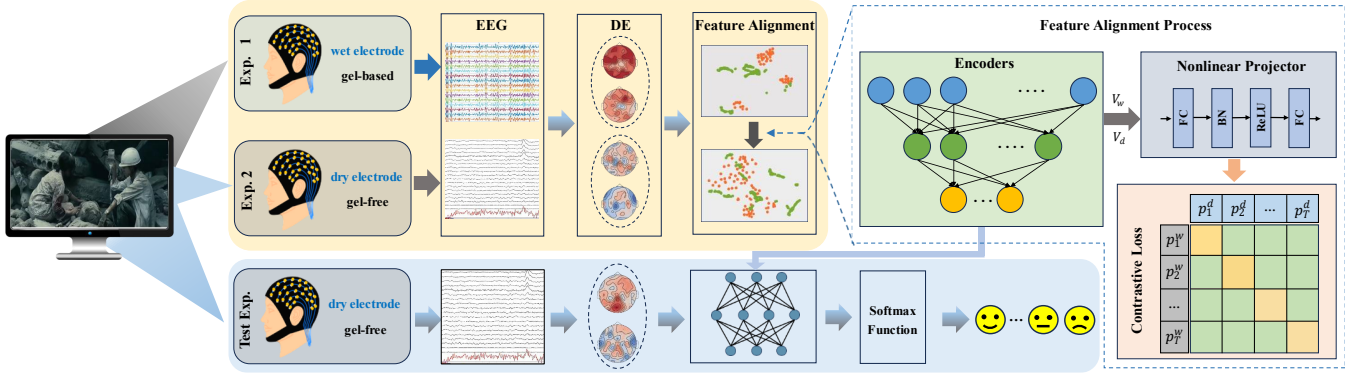 Exp. 1
wet electrode
gel-based
EEG
DE
Feature Alignment
Exp. 2
dry electrode
gel-free
Test Exp.
dry electrode
gel-free
Softmax
Function
...
Feature Alignment Process
Encoders
....
....
...
V_w
V_d
Nonlinear Projector
FC
BN
ReLU
FC
Contrastive Loss
p_1^d p_2^d ... p_T^d
p_1^w
p_2^w
...
p_T^w